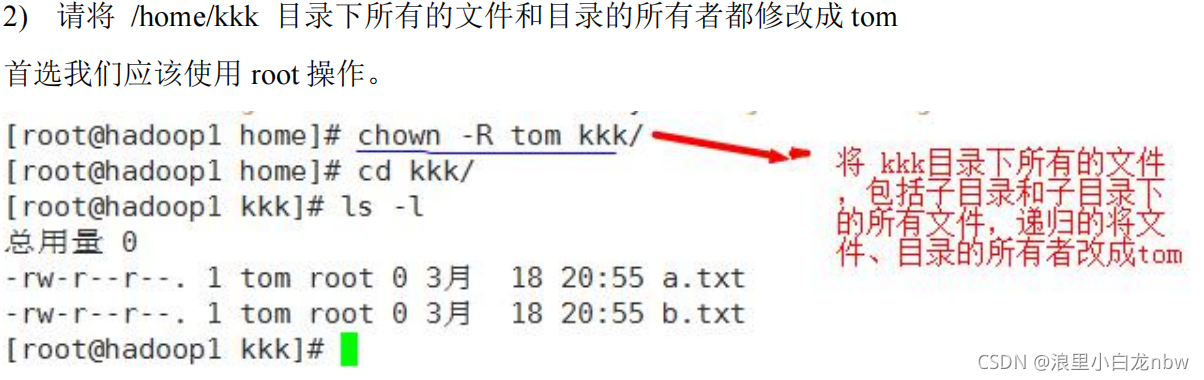 2) 请将 /home/kkk 目录下所有的文件和目录的所有者都修改成 tom
首选我们应该使用 root 操作。
[root@hadoop1 home]# chown -R tom kkk/
[root@hadoop1 home]# cd kkk/
[root@hadoop1 kkk]# ls -l
总用量 0
-rw-r--r--. 1 tom root 0 3月 18 20:55 a.txt
-rw-r--r--. 1 tom root 0 3月 18 20:55 b.txt
[root@hadoop1 kkk]#
将 kkk目录下所有的文件
,包括子目录和子目录下
的所有文件，递归的将文
件、目录的所有者改成tom
CSDN @浪里小白龙nbw